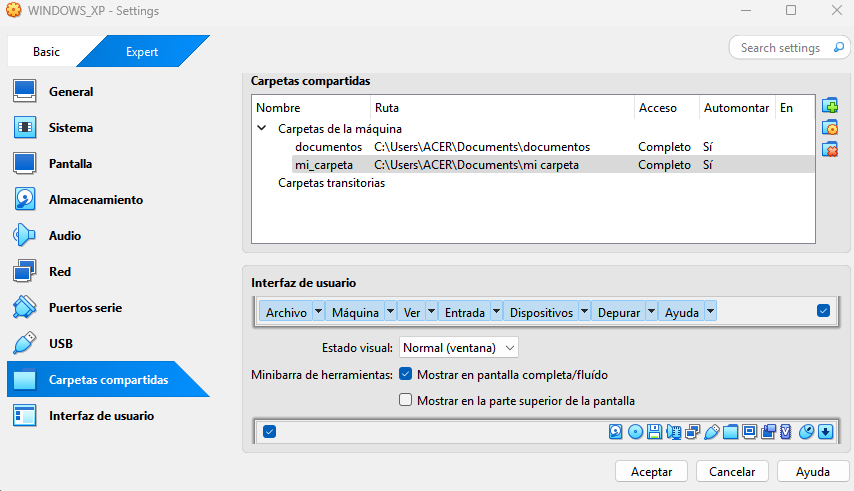 WINDOWS_XP - Settings
Basic
Expert
Search settings
General
Sistema
Pantalla
Almacenamiento
Audio
Red
Puertos serie
USB
Carpetas compartidas
Interfaz de usuario
Carpetas compartidas
Nombre Ruta Acceso Automontar En
Carpetas de la máquina
documentos C:\Users\ACER\Documents\documentos Completo Sí
mi_carpeta C:\Users\ACER\Documents\mi carpeta Completo Sí
Carpetas transitorias
Interfaz de usuario
Archivo Máquina Ver Entrada Dispositivos Depurar Ayuda
Estado visual: Normal (ventana)
Minibarra de herramientas: Mostrar en pantalla completa/fluído
Mostrar en la parte superior de la pantalla
Aceptar Cancelar Ayuda